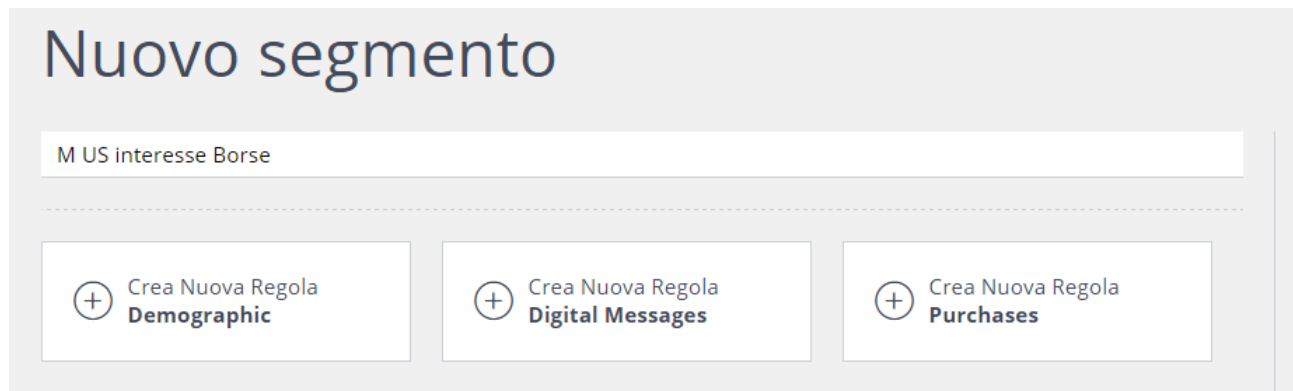 Nuovo segmento
M US interesse Borse
Crea Nuova Regola
Demographic
Crea Nuova Regola
Digital Messages
Crea Nuova Regola
Purchases